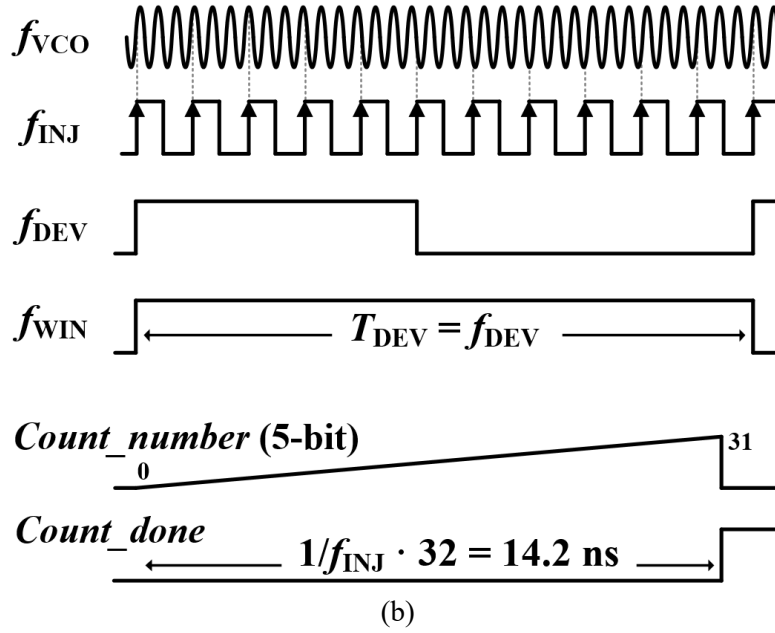 fVCO
fINJ
fDEV
fWIN
TDEV = fDEV
Count_number (5-bit)
0
31
Count_done
1/fINJ · 32 = 14.2 ns
(b)